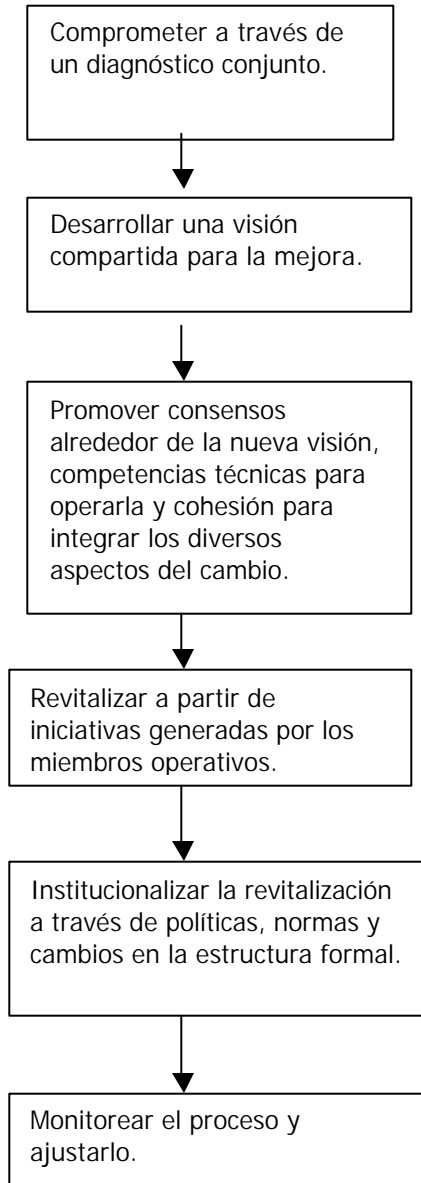 Comprometer a través de
un diagnóstico conjunto.
Desarrollar una visión
compartida para la mejora.
Promover consensos
alrededor de la nueva visión,
competencias técnicas para
operarla y cohesión para
integrar los diversos
aspectos del cambio.
Revitalizar a partir de
iniciativas generadas por los
miembros operativos.
Institucionalizar la revitalización
a través de políticas, normas y
cambios en la estructura formal.
Monitorear el proceso y
ajustarlo.